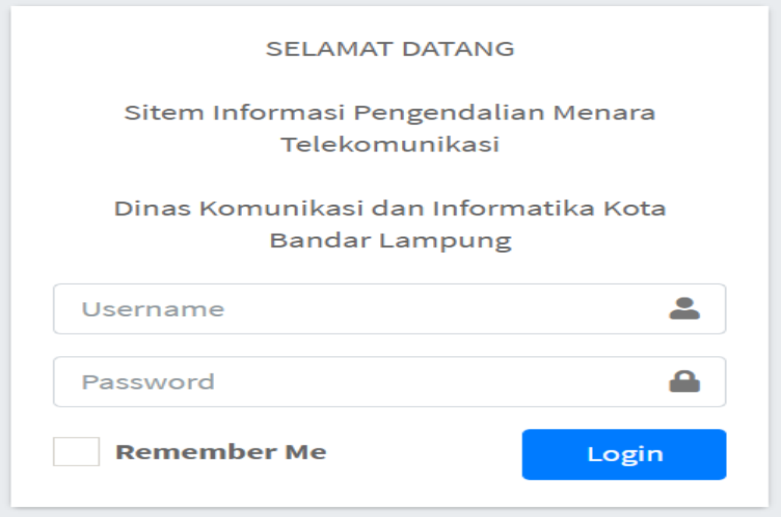 SELAMAT DATANG
Sitem Informasi Pengendalian Menara
Telekomunikasi
Dinas Komunikasi dan Informatika Kota
Bandar Lampung
Username
Password
Remember Me
Login